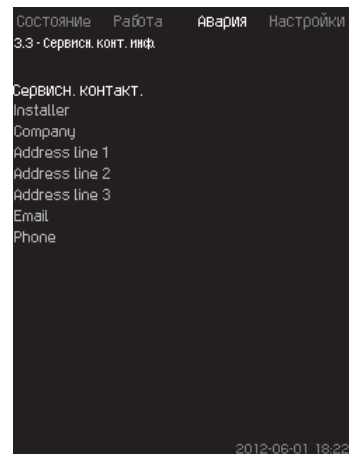 Состояние Работа Авария Настройки
3.3 - Сервисн. конт. инф.
Сервисн. контакт.
Installer
Company
Address line 1
Address line 2
Address line 3
Email
Phone
2012-06-01 18:22